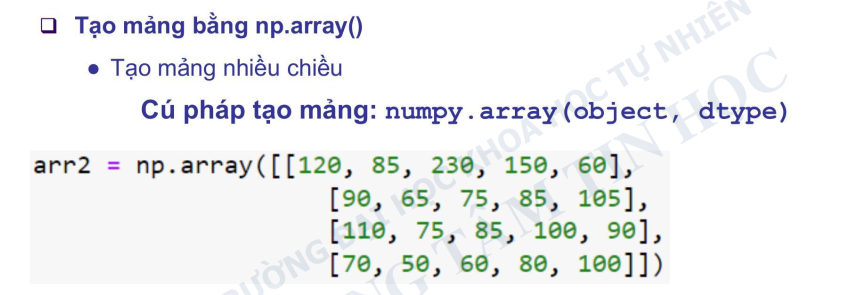 Tạo mảng bằng np.array()
Tạo mảng nhiều chiều
Cú pháp tạo mảng: numpy.array(object, dtype)
arr2 = np.array([[120, 85, 230, 150, 60],
[90, 65, 75, 85, 105],
[110, 75, 85, 100, 90],
[70, 50, 60, 80, 100]])
ĐẠI HỌC KHOA HỌC TỰ NHIÊN
TÂM TIN HỌC